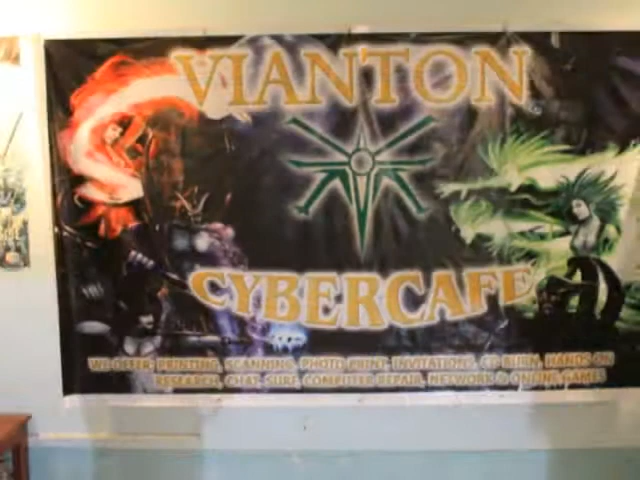 VIANTON
CYBERCAFE
WE OFFER: PRINTING, SCANNING, PHOTO PRINT, INVITATIONS, CD BURN, HANDS ON
RESEARCH, CHAT, SURF, COMPUTER REPAIR, NETWORK & ONLINE GAMES